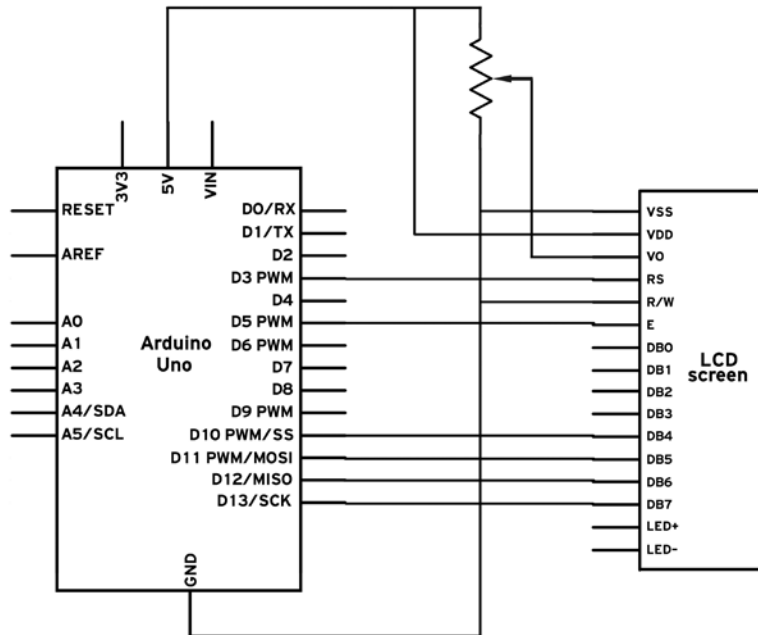 3V3
5V
VIN
RESET
AREF
A0
A1
A2
A3
A4/SDA
A5/SCL
Arduino
Uno
D0/RX
D1/TX
D2
D3 PWM
D4
D5 PWM
D6 PWM
D7
D8
D9 PWM
D10 PWM/SS
D11 PWM/MOSI
D12/MISO
D13/SCK
GND
VSS
VDD
VO
RS
R/W
E
DB0
DB1
DB2
DB3
DB4
DB5
DB6
DB7
LED+
LED-
LCD
screen